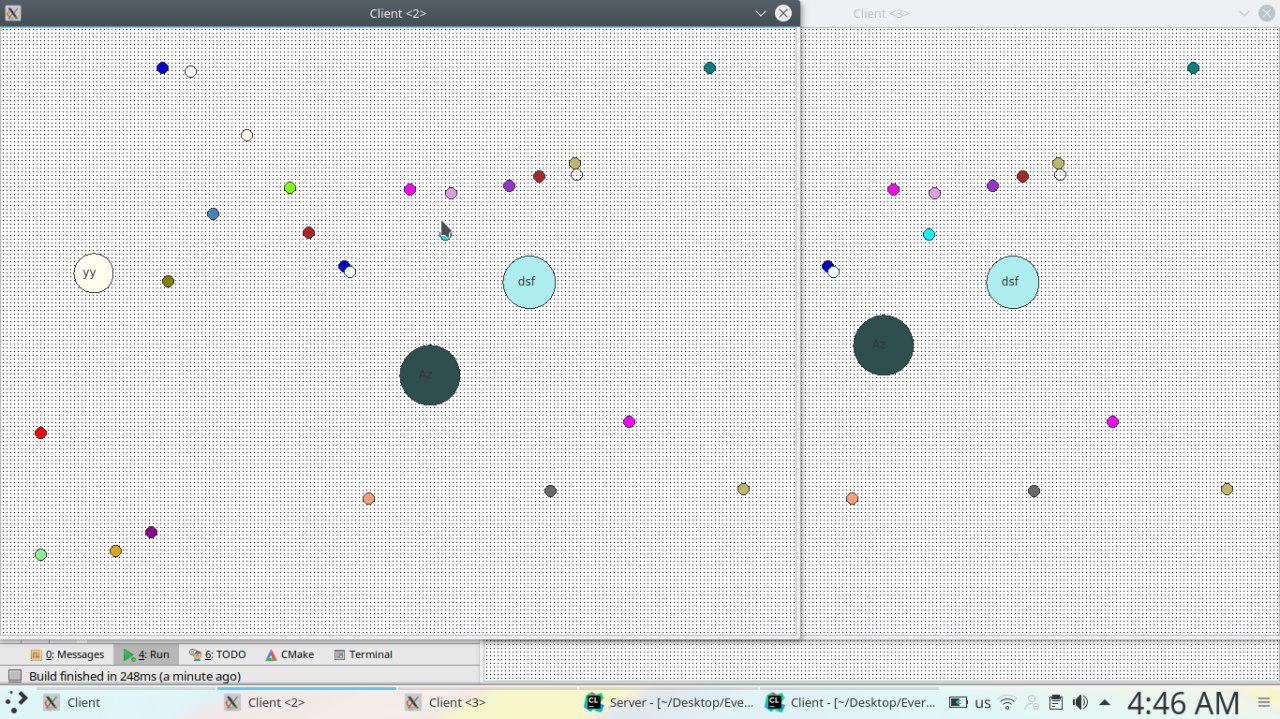 Client <2>
Client <3>
yy
dsf
dsf
Az
Az
0: Messages
4: Run
6: TODO
CMake
Terminal
Build finished in 248ms (a minute ago)
Client
Client <2>
Client <3>
Server - [~/Desktop/Eve...
Client - [~/Desktop/Ever...
us
4:46 AM